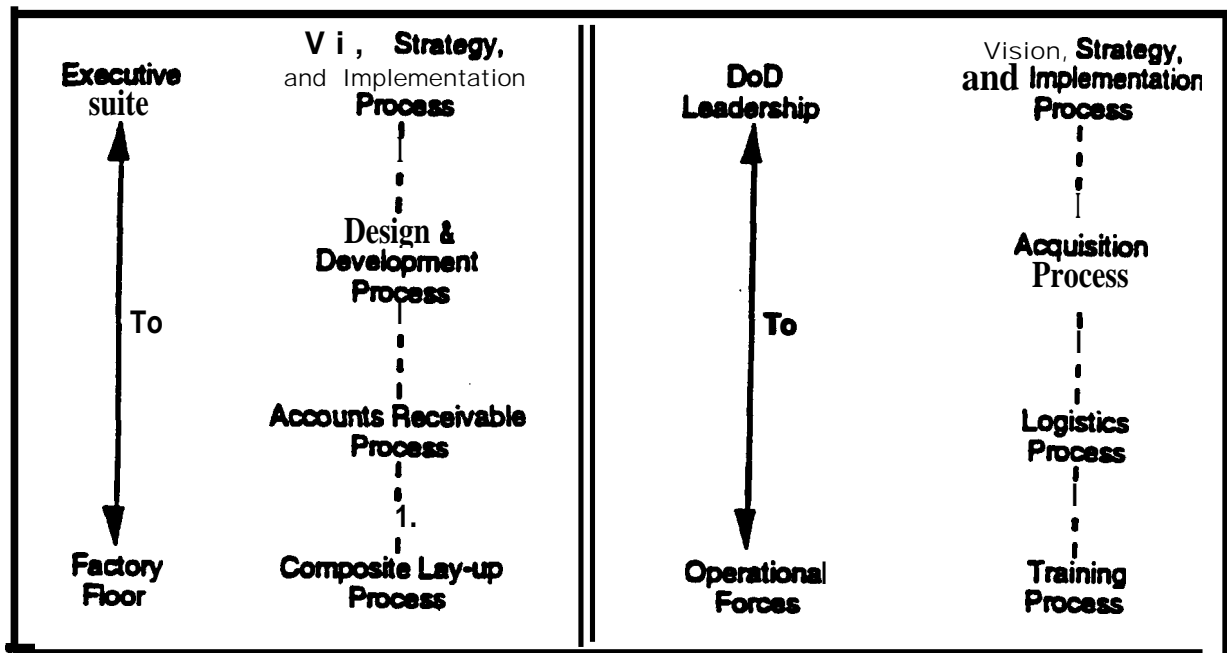 Executive
suite
To
Factory
Floor
V i , Strategy,
and Implementation
Process
Design &
Development
Process
Accounts Receivable
Process
1.
Composite Lay-up
Process
DoD
Leadership
To
Operational
Forces
Vision, Strategy,
and Implementation
Process
Acquisition
Process
Logistics
Process
Training
Process